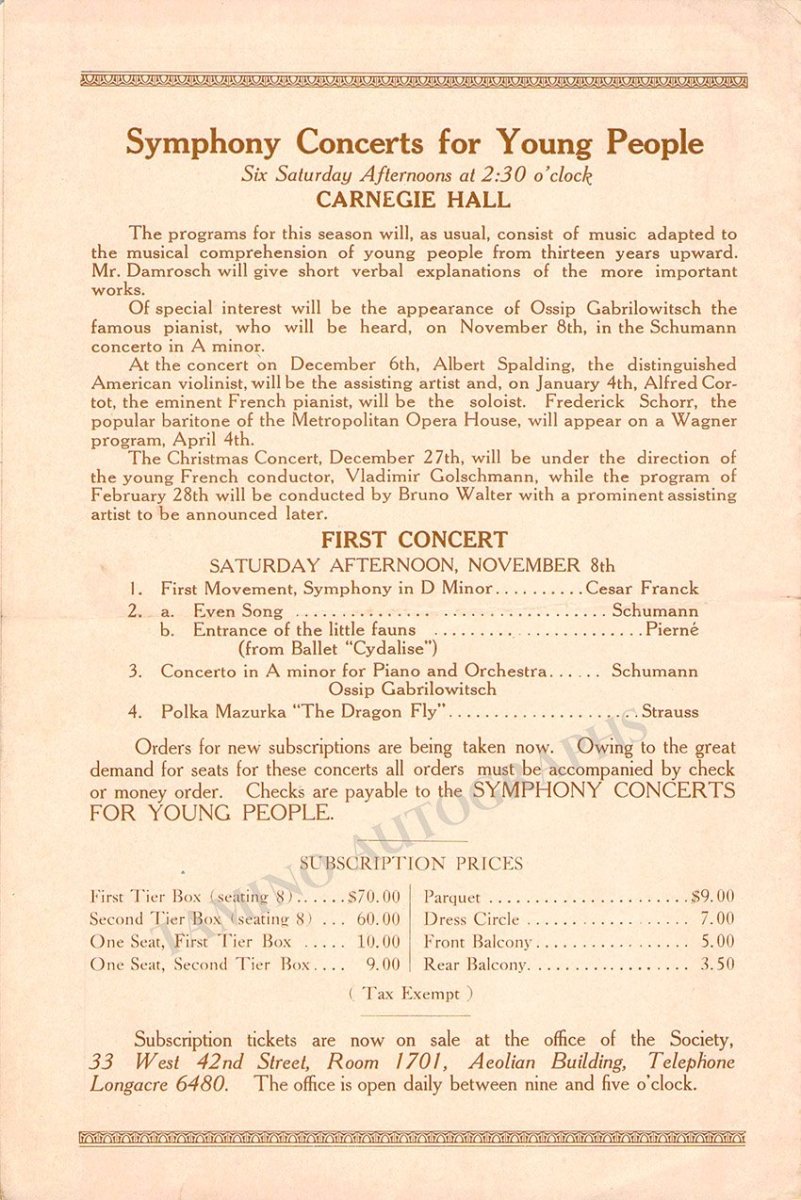 Symphony Concerts for Young People
Six Saturday Afternoons at 2:30 o'clock
CARNEGIE HALL
The programs for this season will, as usual, consist of music adapted to
the musical comprehension of young people from thirteen years upward.
Mr. Damrosch will give short verbal explanations of the more important
works.
Of special interest will be the appearance of Ossip Gabrilowitsch the
famous pianist, who will be heard, on November 8th, in the Schumann
concerto in A minor.
At the concert on December 6th, Albert Spalding, the distinguished
American violinist, will be the assisting artist and, on January 4th, Alfred Cor-
tot, the eminent French pianist, will be the soloist. Frederick Schorr, the
popular baritone of the Metropolitan Opera House, will appear on a Wagner
program, April 4th.
The Christmas Concert, December 27th, will be under the direction of
the young French conductor, Vladimir Golschmann, while the program of
February 28th will be conducted by Bruno Walter with a prominent assisting
artist to be announced later.
FIRST CONCERT
SATURDAY AFTERNOON, NOVEMBER 8th
1. First Movement, Symphony in D Minor..........Cesar Franck
2. a. Even Song .................................. Schumann
b. Entrance of the little fauns .......................Pierné
(from Ballet "Cydalise")
3. Concerto in A minor for Piano and Orchestra...... Schumann
Ossip Gabrilowitsch
4. Polka Mazurka "The Dragon Fly".....................Strauss
Orders for new subscriptions are being taken now. Owing to the great
demand for seats for these concerts all orders must be accompanied by check
or money order. Checks are payable to the SYMPHONY CONCERTS
FOR YOUNG PEOPLE.
SUBSCRIPTION PRICES
First Tier Box (seating 8)......$70.00
Second Tier Box (seating 8) ... 60.00
One Seat, First Tier Box ..... 10.00
One Seat, Second Tier Box.... 9.00
Parquet ......................$9.00
Dress Circle ................. 7.00
Front Balcony................. 5.00
Rear Balcony.................. 3.50
( Tax Exempt )
Subscription tickets are now on sale at the office of the Society,
33 West 42nd Street, Room 1701, Aeolian Building, Telephone
Longacre 6480. The office is open daily between nine and five o'clock.
TAMINO AUTOGRAPHS